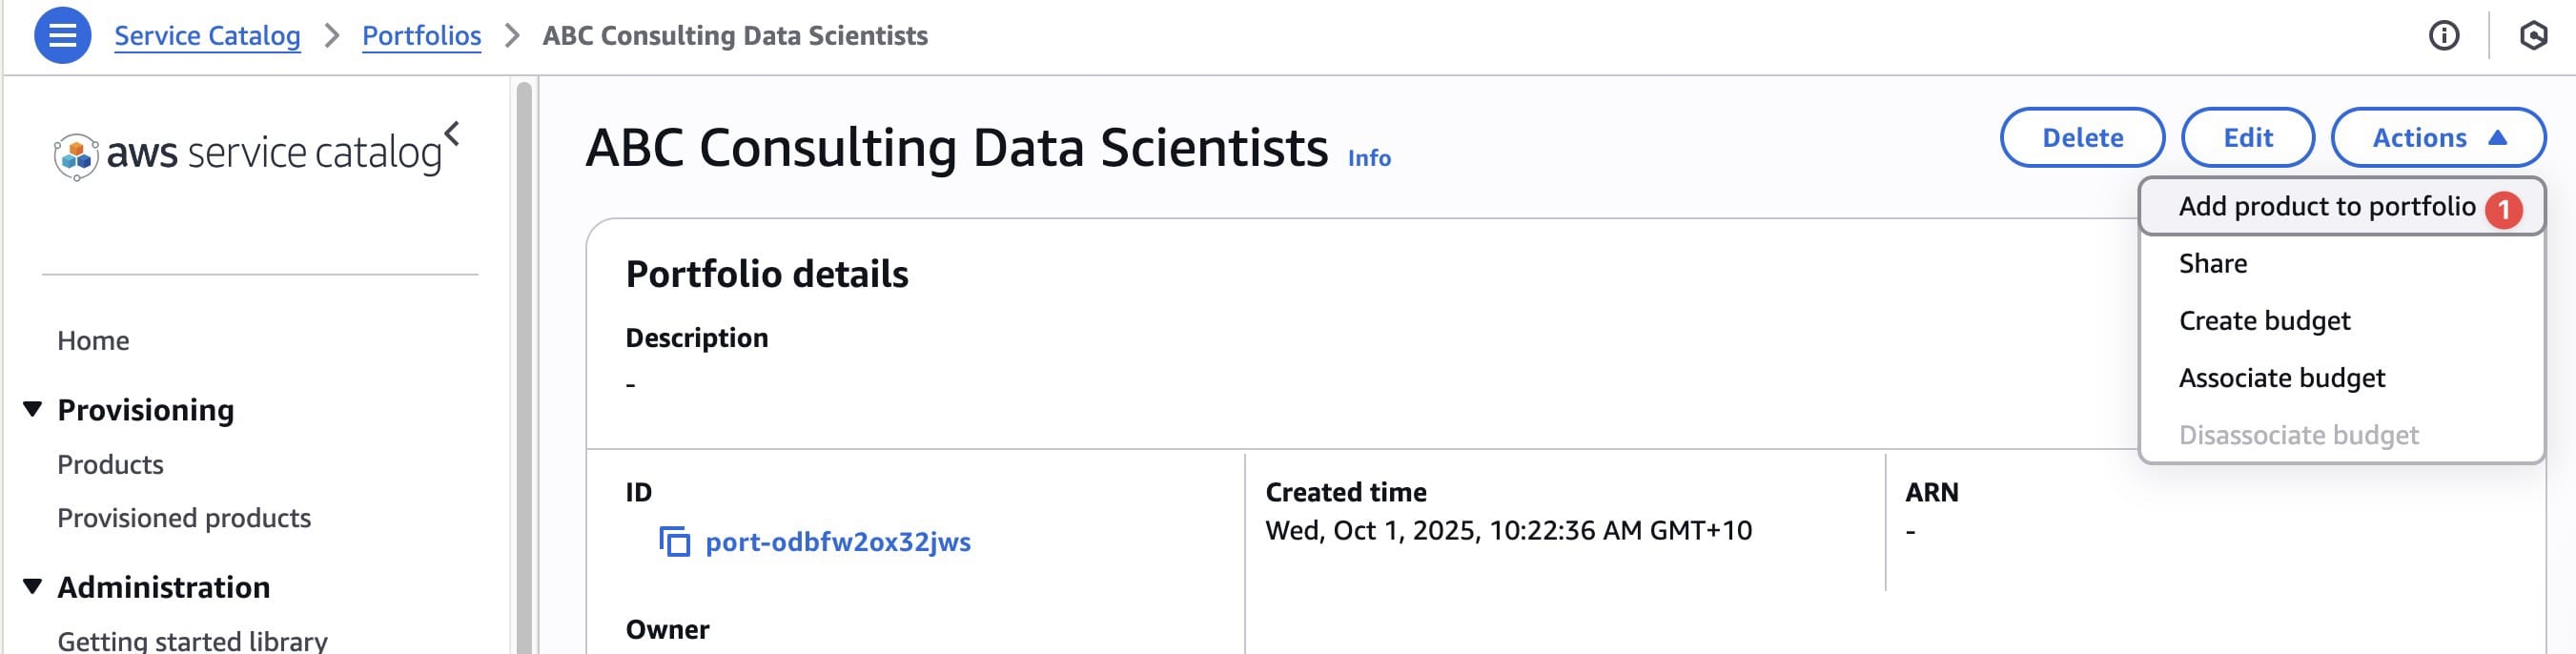 Service Catalog > Portfolios > ABC Consulting Data Scientists
aws service catalog
Home
Provisioning
Products
Provisioned products
Administration
Getting started library
ABC Consulting Data Scientists Info
Delete Edit Actions
Add product to portfolio 1
Share
Create budget
Associate budget
Disassociate budget
Portfolio details
Description
-
ID
port-odbfw2ox32jws
Created time
Wed, Oct 1, 2025, 10:22:36 AM GMT+10
ARN
-
Owner